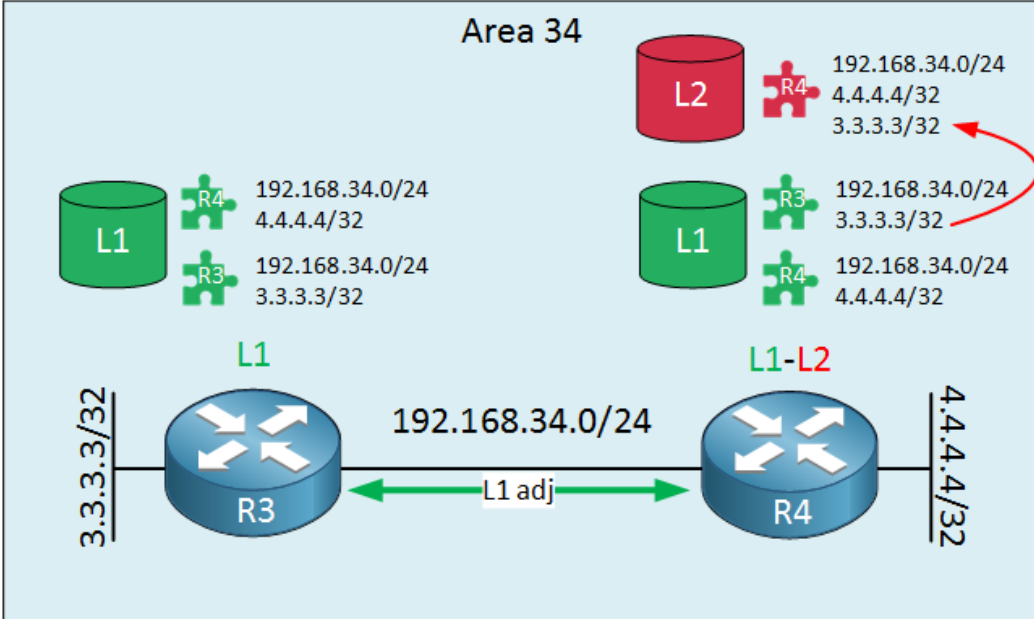 Area 34
L2
R4
192.168.34.0/24
4.4.4.4/32
3.3.3.3/32
L1
R4
192.168.34.0/24
4.4.4.4/32
R3
192.168.34.0/24
3.3.3.3/32
L1
R3
192.168.34.0/24
3.3.3.3/32
R4
192.168.34.0/24
4.4.4.4/32
L1
L1-L2
3.3.3.3/32
192.168.34.0/24
4.4.4.4/32
L1 adj
R3
R4